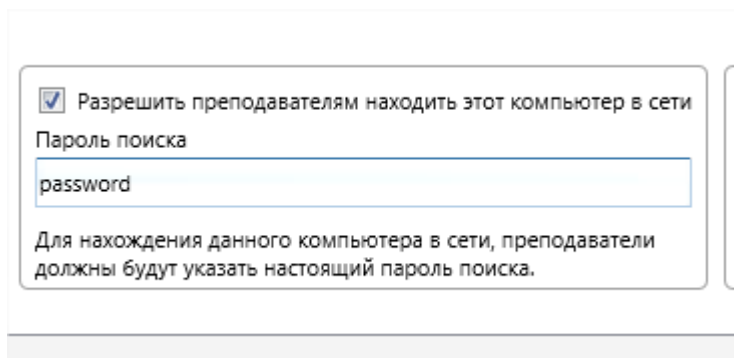 Разрешить преподавателям находить этот компьютер в сети
Пароль поиска
password
Для нахождения данного компьютера в сети, преподаватели
должны будут указать настоящий пароль поиска.